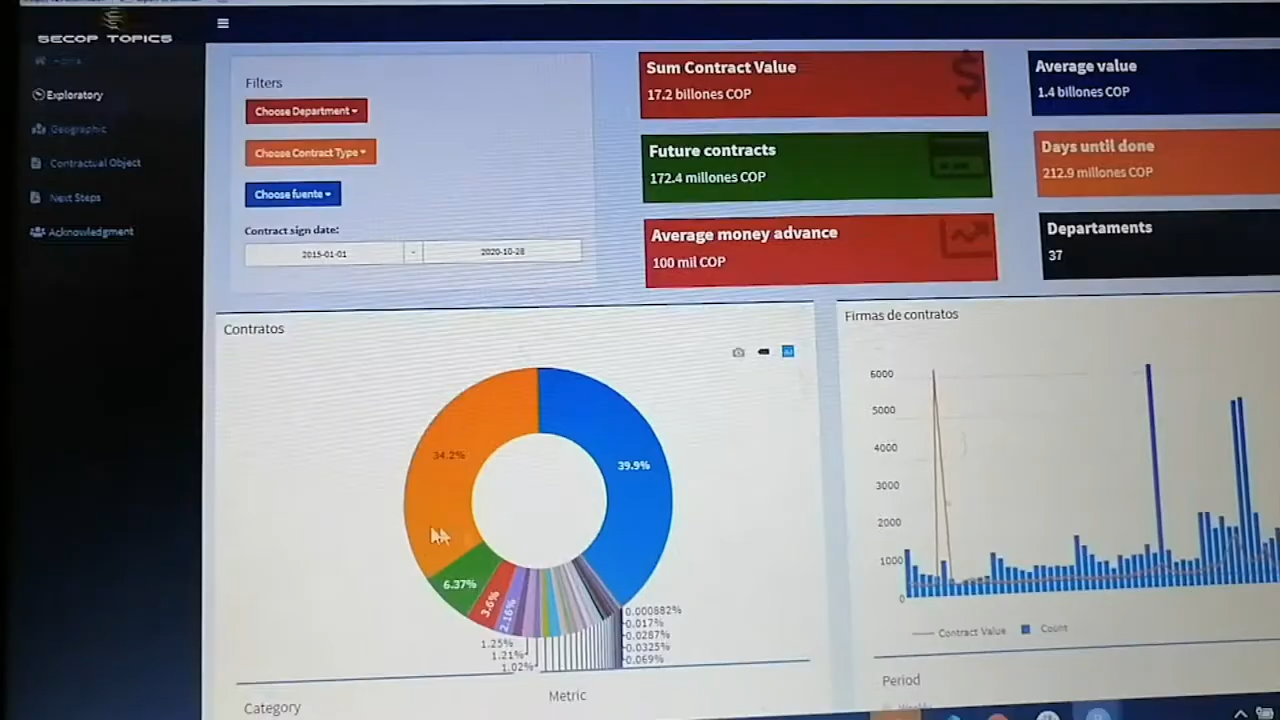 SECOP TOPICS
Home
Exploratory
Geographic
Contractual Object
Next Steps
Acknowledgment
Filters
Choose Department
Choose Contract Type
Choose fuente
Contract sign date:
2015-01-01 - 2020-10-28
Sum Contract Value
17.2 billones COP
Average value
1.4 billones COP
Future contracts
172.4 millones COP
Days until done
212.9 millones COP
Average money advance
100 mil COP
Departaments
37
Contratos
34.2%
39.9%
6.37%
3.6%
2.16%
1.25%
1.21%
1.02%
0.000882%
0.017%
0.0287%
0.0325%
0.069%
Category
Metric
Firmas de contratos
6000
5000
4000
3000
2000
1000
0
Contract Value
Count
Period
Weekly